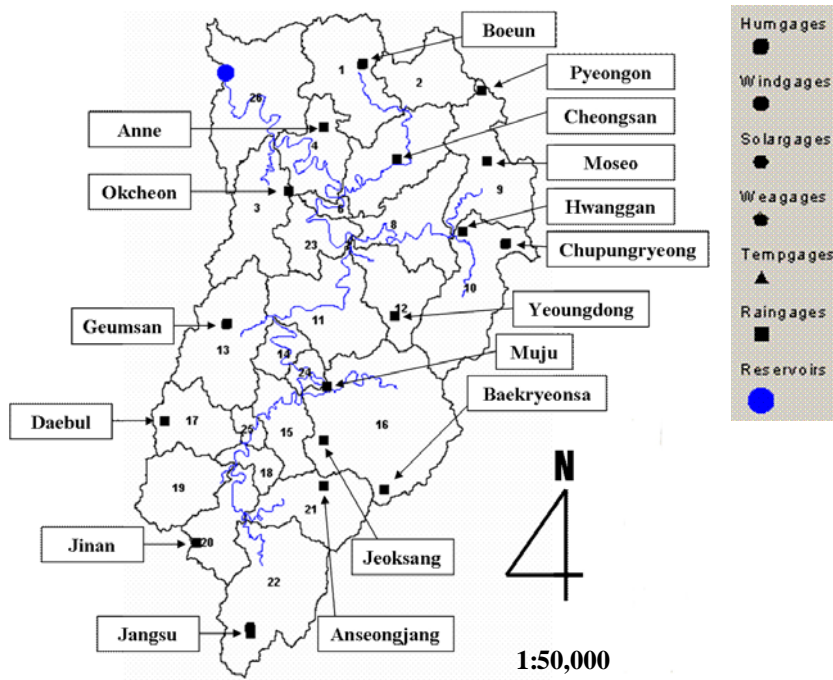 Boeun
Pyeongon
Cheongsan
Moseo
Hwanggan
Chupungryeong
Yeoungdong
Muju
Baekryeonsa
Anne
Okcheon
Geumsan
Daebul
Jinan
Jangsu
Jeoksang
Anseongjang
1
2
26
4
9
3
6
8
23
10
11
12
13
14
24
17
25
15
16
18
19
21
20
22
N
1:50,000
Humgages
Windgages
Solargages
Weagages
Tempgages
Raingages
Reservoirs